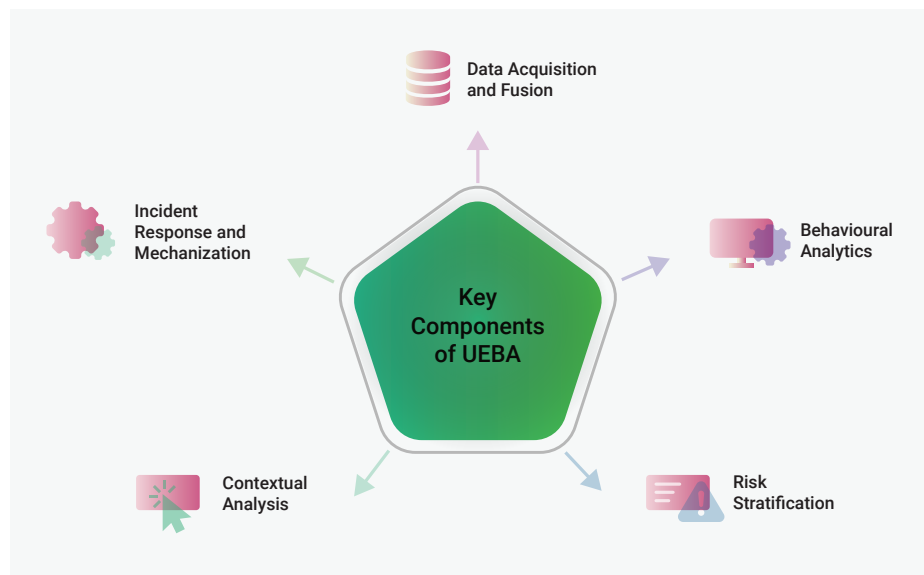 Data Acquisition
and Fusion
Incident
Response and
Mechanization
Behavioural
Analytics
Key
Components
of UEBA
Contextual
Analysis
Risk
Stratification